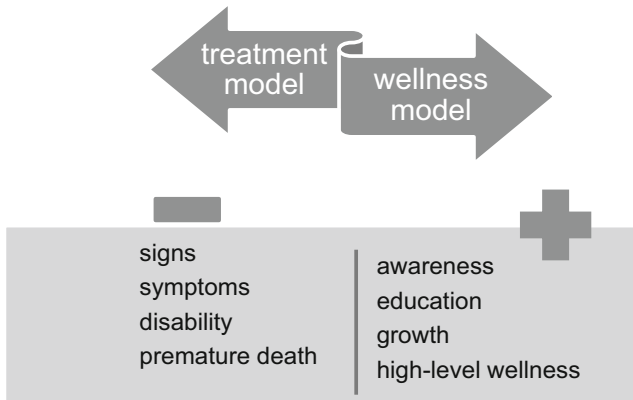 treatment
model
wellness
model
signs
symptoms
disability
premature death
awareness
education
growth
high-level wellness